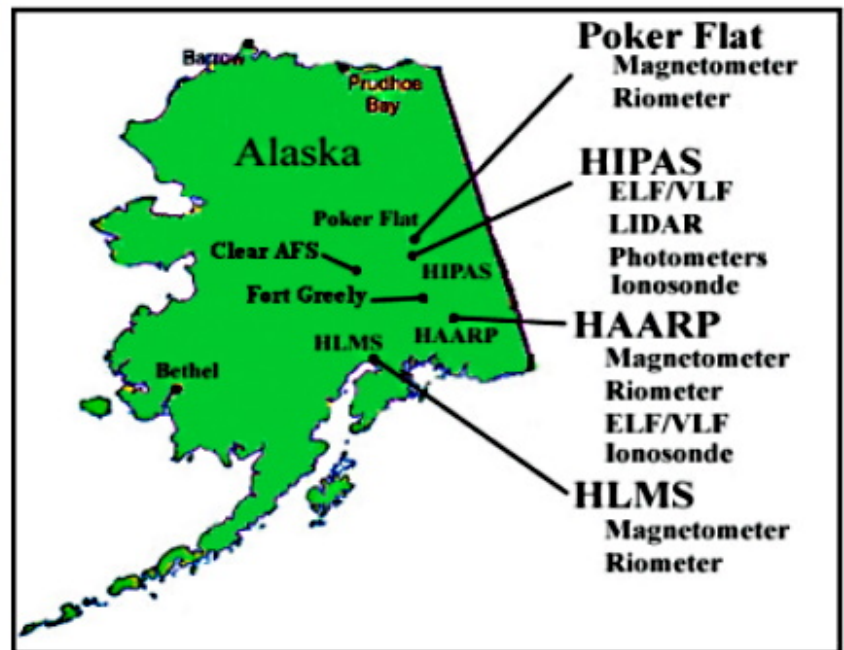 Poker Flat
Magnetometer
Riometer
Barrow
Prudhoe
Bay
Alaska
HIPAS
ELF/VLF
LIDAR
Photometers
Ionosonde
Poker Flat
Clear AFS
HIPAS
Fort Greely
HAARP
Magnetometer
Riometer
ELF/VLF
Ionosonde
HAARP
HLMS
Bethel
HLMS
Magnetometer
Riometer